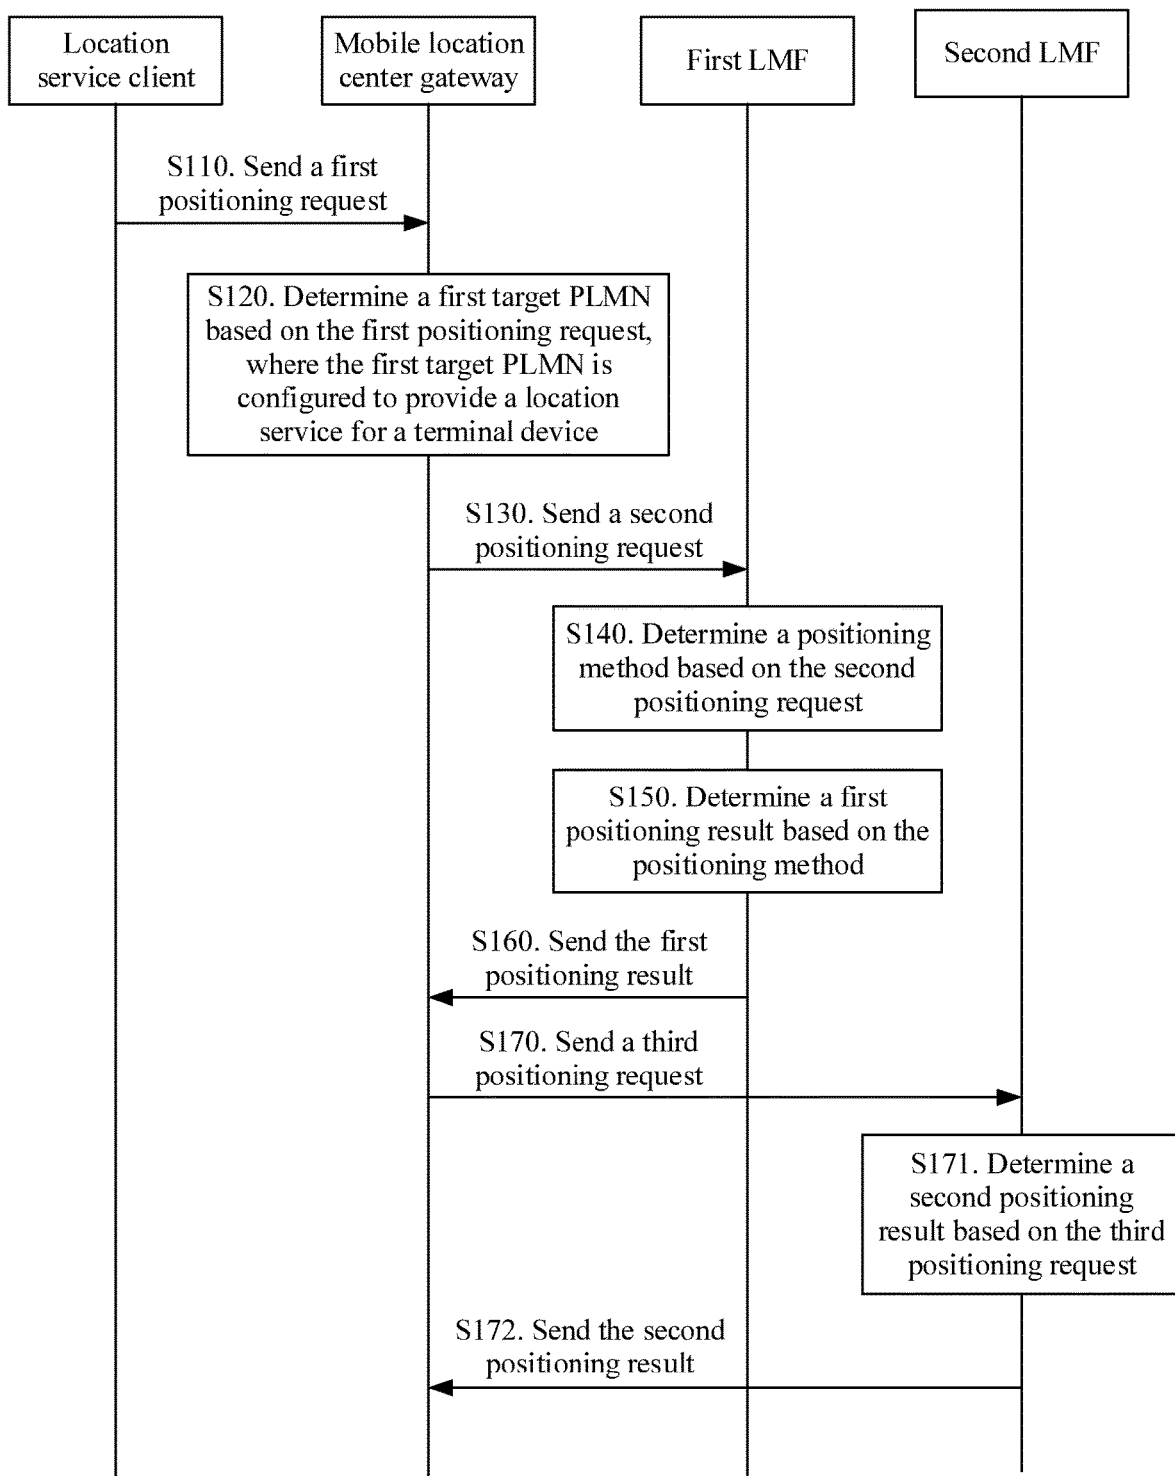 Location
service client
Mobile location
center gateway
First LMF
Second LMF
S110. Send a first
positioning request
S120. Determine a first target PLMN
based on the first positioning request,
where the first target PLMN is
configured to provide a location
service for a terminal device
S130. Send a second
positioning request
S140. Determine a positioning
method based on the second
positioning request
S150. Determine a first
positioning result based on the
positioning method
S160. Send the first
positioning result
S170. Send a third
positioning request
S171. Determine a
second positioning
result based on the third
positioning request
S172. Send the second
positioning result